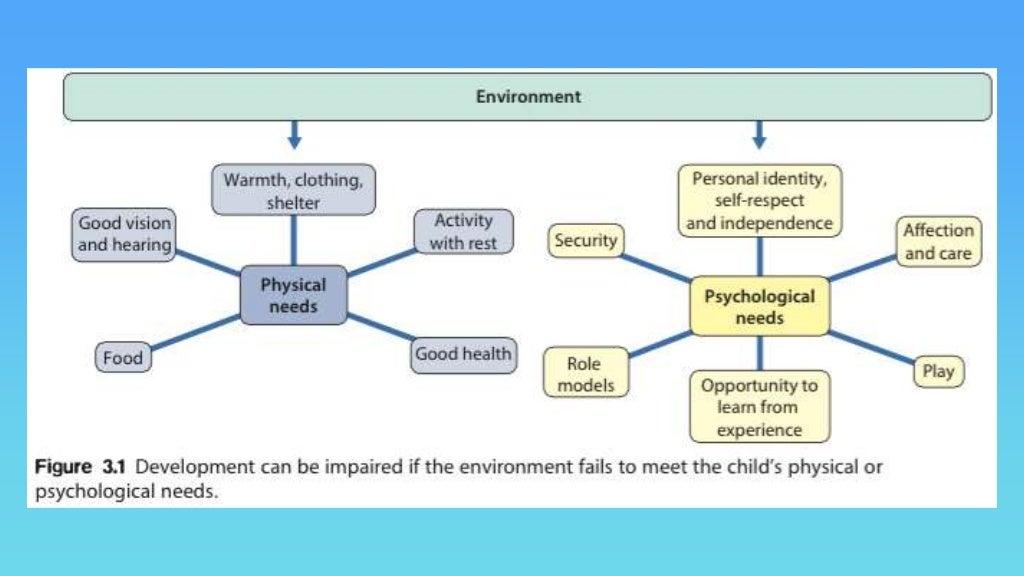 Environment
Warmth, clothing,
shelter
Good vision
and hearing
Activity
with rest
Physical
needs
Food
Good health
Personal identity,
self-respect
and independence
Security
Affection
and care
Psychological
needs
Role
models
Opportunity to
learn from
experience
Play
Figure 3.1 Development can be impaired if the environment fails to meet the child's physical or
psychological needs.